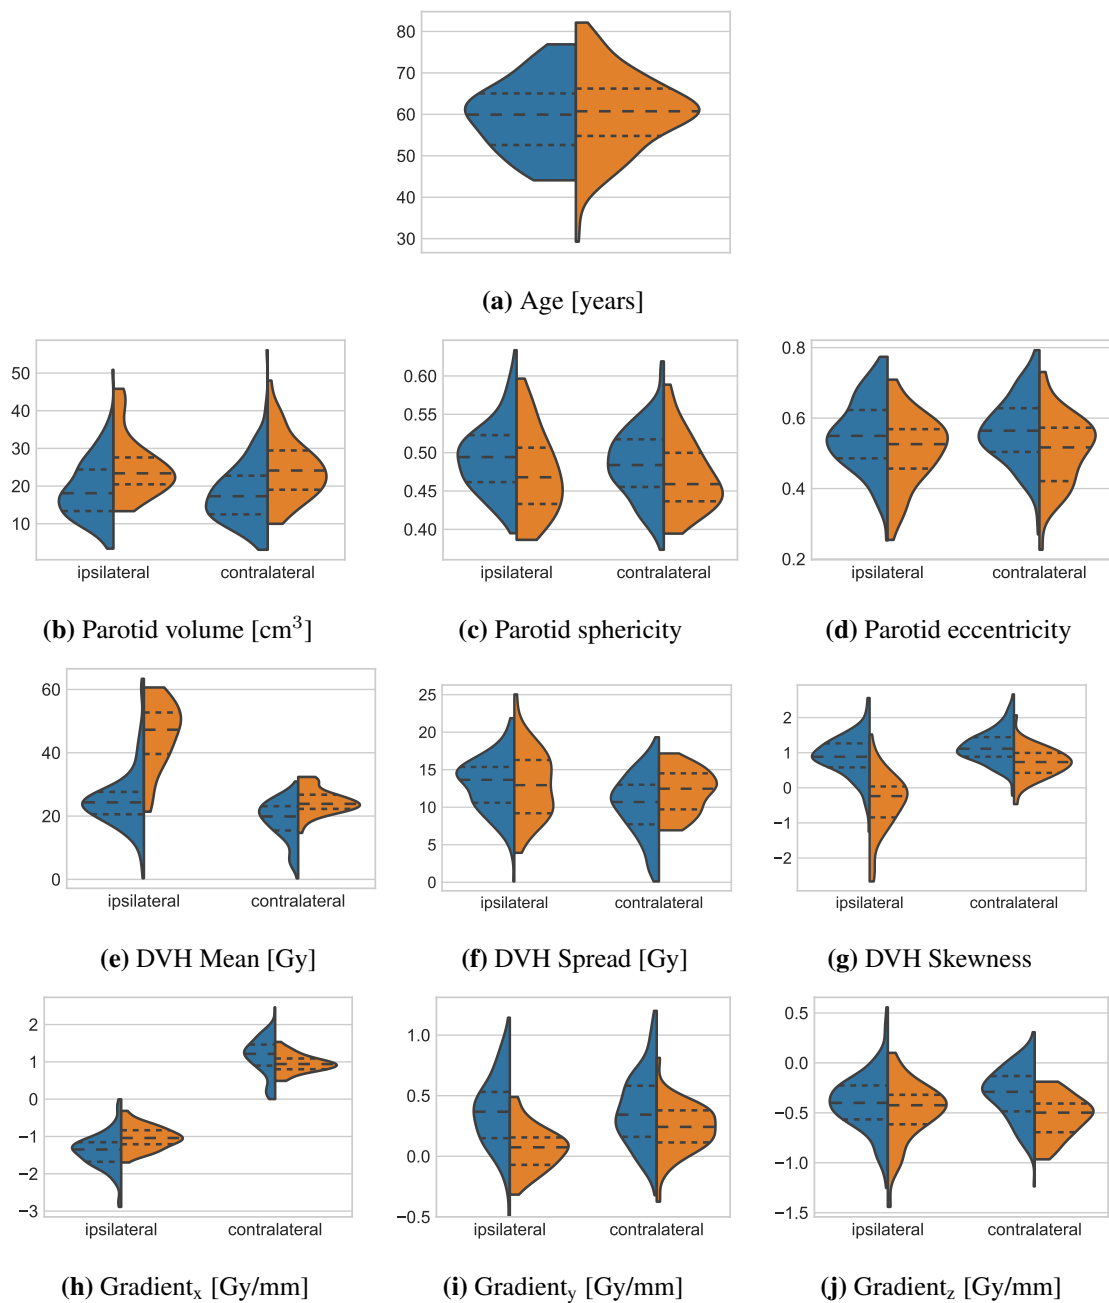 80
70
60
50
40
30
(a) Age [years]
50
40
30
20
10
ipsilateral contralateral
(b) Parotid volume [cm³]
0.60
0.55
0.50
0.45
0.40
ipsilateral contralateral
(c) Parotid sphericity
0.8
0.6
0.4
0.2
ipsilateral contralateral
(d) Parotid eccentricity
60
40
20
0
ipsilateral contralateral
(e) DVH Mean [Gy]
25
20
15
10
5
0
ipsilateral contralateral
(f) DVH Spread [Gy]
2
1
0
−1
−2
ipsilateral contralateral
(g) DVH Skewness
2
1
0
−1
−2
−3
ipsilateral contralateral
(h) Gradientₓ [Gy/mm]
1.0
0.5
0.0
−0.5
ipsilateral contralateral
(i) Gradient_y [Gy/mm]
0.5
0.0
−0.5
−1.0
−1.5
ipsilateral contralateral
(j) Gradient_z [Gy/mm]